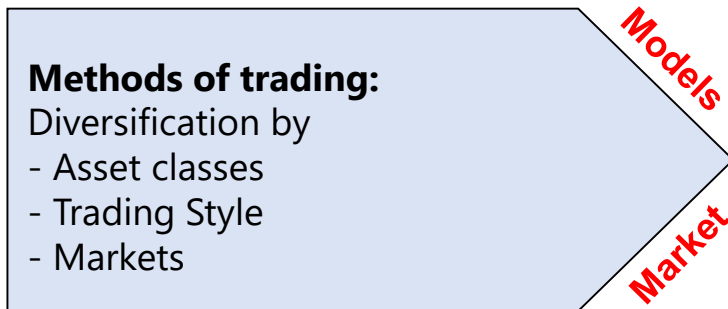 Methods of trading:
Diversification by
- Asset classes
- Trading Style
- Markets
Models
Market